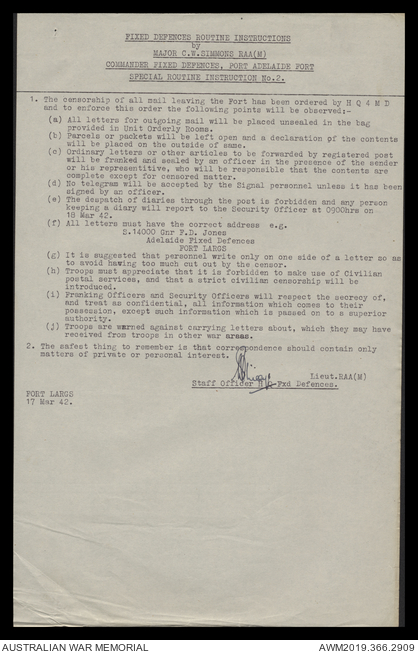 FIXED DEFENCES ROUTINE INSTRUCTIONS
by
MAJOR C.W.SIMMONS RAA(M)
COMMANDER FIXED DEFENCES, PORT ADELAIDE FORT
SPECIAL ROUTINE INSTRUCTION No.2.
1. The censorship of all mail leaving the Fort has been ordered by H Q 4 M D
and to enforce this order the following points will be observed:-
(a) All letters for outgoing mail will be placed unsealed in the bag
provided in Unit Orderly Rooms.
(b) Parcels or packets will be left open and a declaration of the contents
will be placed on the outside of same.
(c) Ordinary letters or other articles to be forwarded by registered post
will be franked and sealed by an officer in the presence of the sender
or his representitive, who will be responsible that the contents are
complete except for censored matter.
(d) No telegram will be accepted by the Signal personnel unless it has been
signed by an officer.
(e) The despatch of diaries through the post is forbidden and any person
keeping a diary will report to the Security Officer at 0900hrs on
18 Mar 42.
(f) All letters must have the correct address e.g.
S.14000 Gnr F.D. Jones
Adelaide Fixed Defences
FORT LARGS
(g) It is suggested that personnel write only on one side of a letter so as
to avoid having too much cut out by the censor.
(h) Troops must appreciate that it is forbidden to make use of Civilian
postal services, and that a strict civilian censorship will be
introduced.
(i) Franking Officers and Security Officers will respect the secrecy of,
and treat as confidential, all information which comes to their
possession, except such information which is passed on to a superior
authority.
(j) Troops are warned against carrying letters about, which they may have
received from troops in other war areas.
2. The safest thing to remember is that correspondence should contain only
matters of private or personal interest.
Lieut.RAA(M)
Staff Officer H Q Fxd Defences.
FORT LARGS
17 Mar 42.
AUSTRALIAN WAR MEMORIAL
AWM2019.366.2909